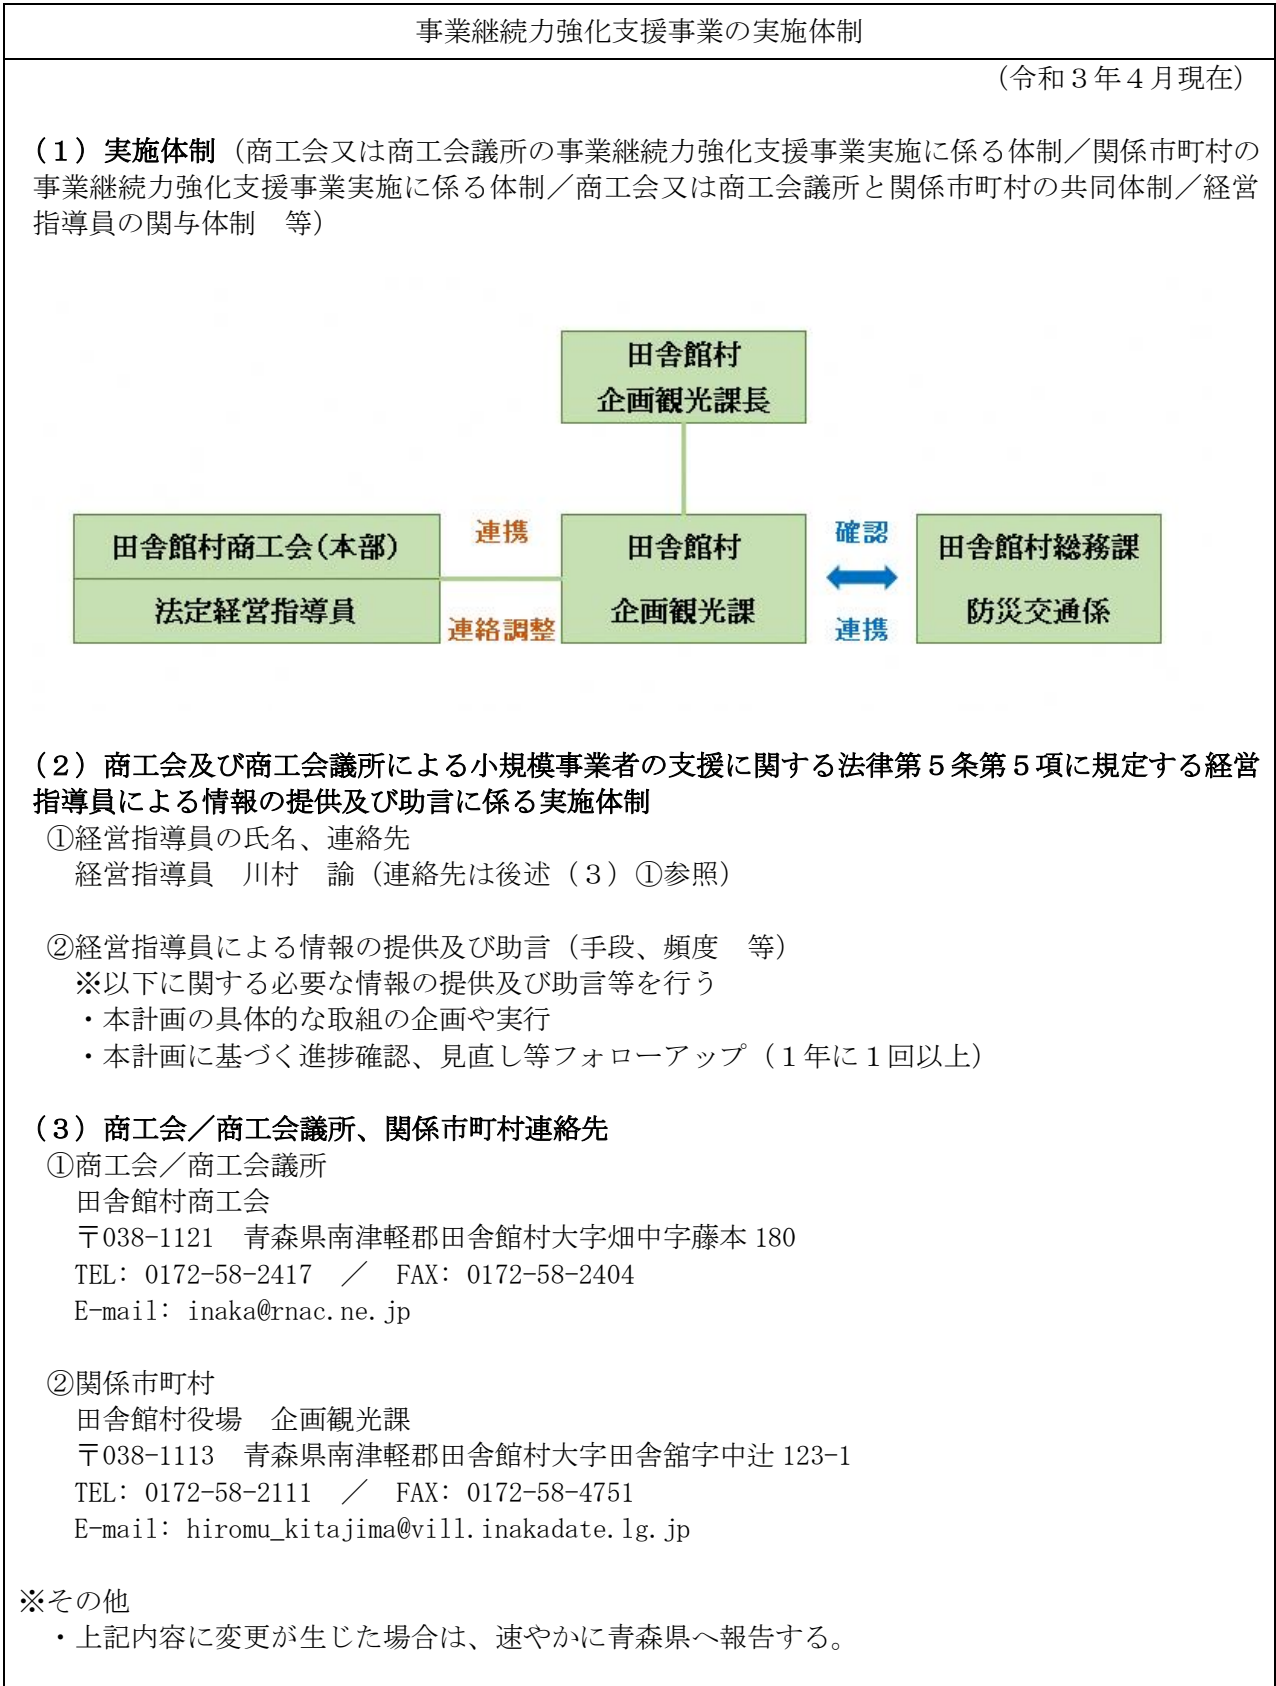 事業継続力強化支援事業の実施体制
（令和３年４月現在）
（１）実施体制（商工会又は商工会議所の事業継続力強化支援事業実施に係る体制／関係市町村の
事業継続力強化支援事業実施に係る体制／商工会又は商工会議所と関係市町村の共同体制／経営
指導員の関与体制　等）
田舎館村
企画観光課長
田舎館村商工会（本部）
法定経営指導員
連携
連絡調整
田舎館村
企画観光課
確認
連携
田舎館村総務課
防災交通係
（２）商工会及び商工会議所による小規模事業者の支援に関する法律第５条第５項に規定する経営
指導員による情報の提供及び助言に係る実施体制
①経営指導員の氏名、連絡先
経営指導員　川村　諭（連絡先は後述（３）①参照）
②経営指導員による情報の提供及び助言（手段、頻度　等）
※以下に関する必要な情報の提供及び助言等を行う
・本計画の具体的な取組の企画や実行
・本計画に基づく進捗確認、見直し等フォローアップ（１年に１回以上）
（３）商工会／商工会議所、関係市町村連絡先
①商工会／商工会議所
田舎館村商工会
〒038-1121　青森県南津軽郡田舎館村大字畑中字藤本 180
TEL: 0172-58-2417　／　FAX: 0172-58-2404
E-mail: inaka@rnac.ne.jp
②関係市町村
田舎館村役場　企画観光課
〒038-1113　青森県南津軽郡田舎館村大字田舎舘字中辻 123-1
TEL: 0172-58-2111　／　FAX: 0172-58-4751
E-mail: hiromu_kitajima@vill.inakadate.lg.jp
※その他
・上記内容に変更が生じた場合は、速やかに青森県へ報告する。